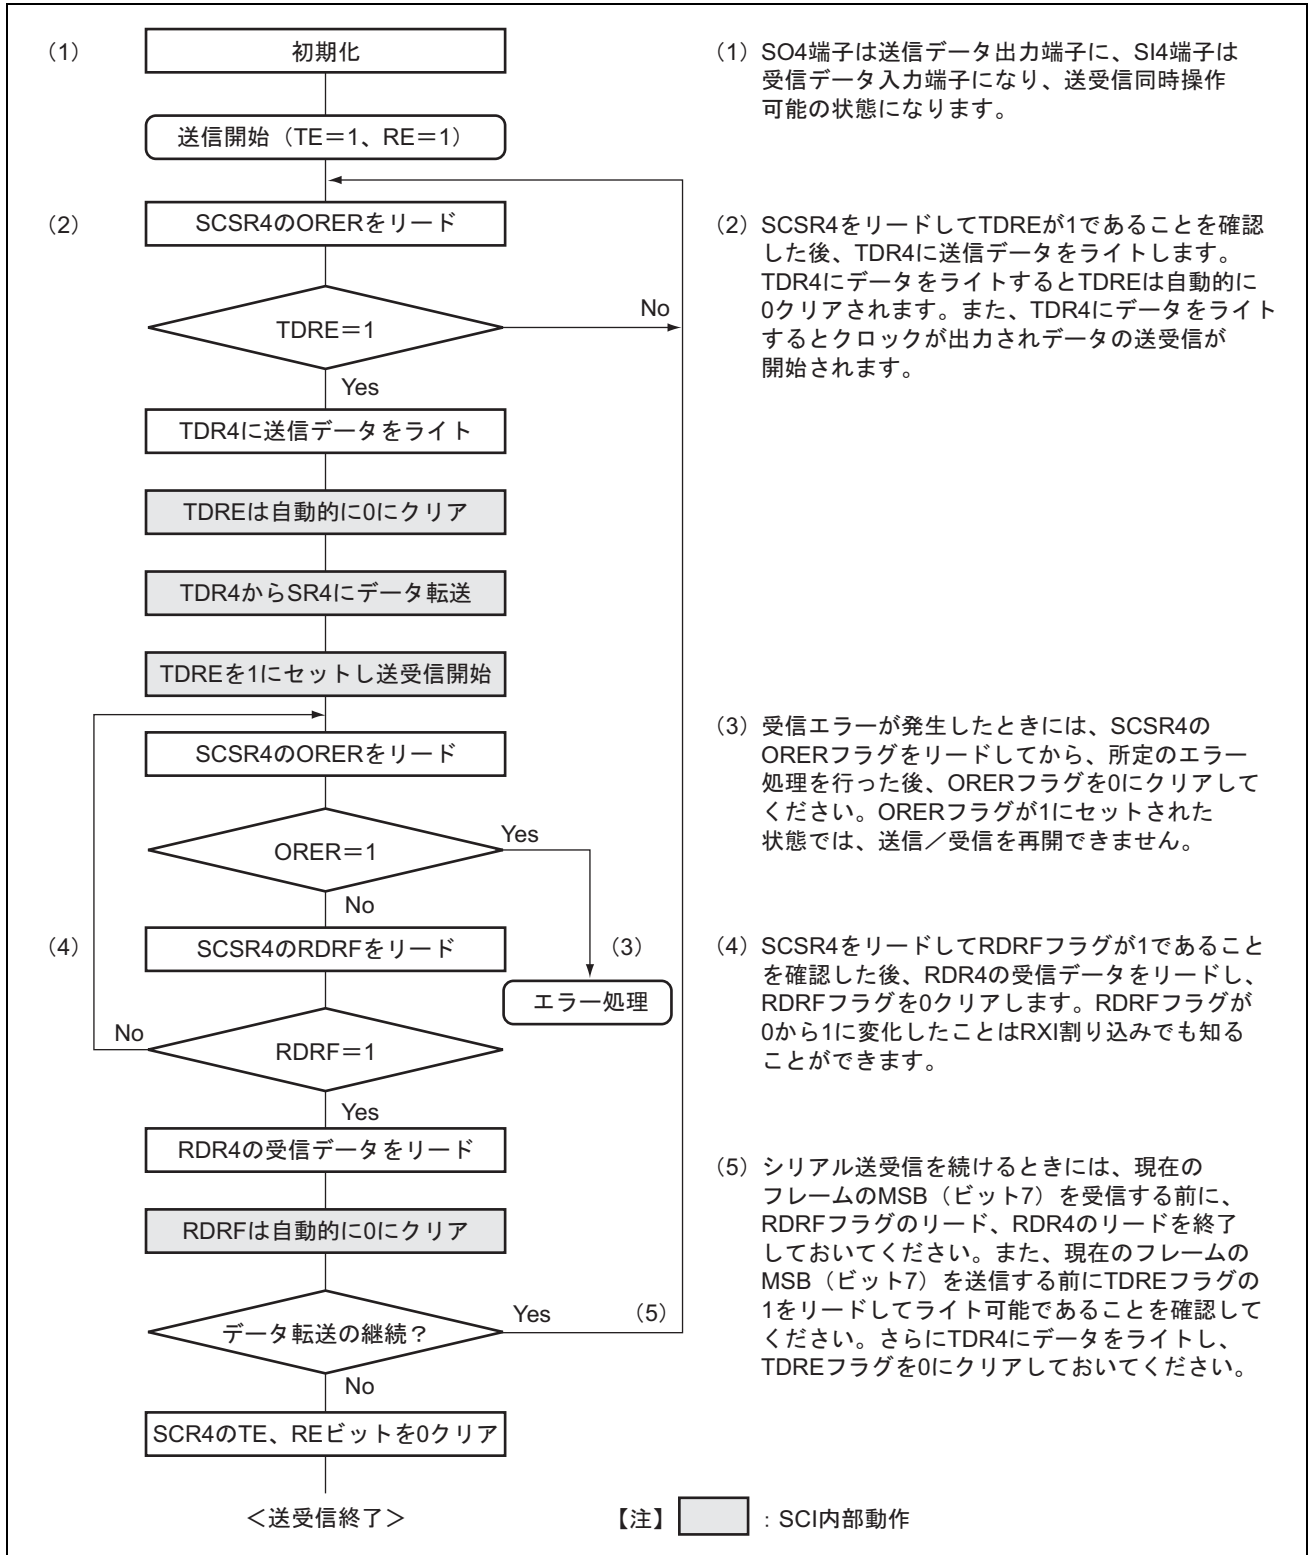 （1）
初期化
送信開始（TE＝1、RE＝1）
（2）
SCSR4のORERをリード
TDRE＝1
No
Yes
TDR4に送信データをライト
TDREは自動的に0にクリア
TDR4からSR4にデータ転送
TDREを1にセットし送受信開始
SCSR4のORERをリード
ORER＝1
Yes
No
（4）
SCSR4のRDRFをリード
（3）
エラー処理
No
RDRF＝1
Yes
RDR4の受信データをリード
RDRFは自動的に0にクリア
データ転送の継続？
Yes
（5）
No
SCR4のTE、REビットを0クリア
＜送受信終了＞
（1）SO4端子は送信データ出力端子に、SI4端子は
受信データ入力端子になり、送受信同時操作
可能の状態になります。
（2）SCSR4をリードしてTDREが1であることを確認
した後、TDR4に送信データをライトします。
TDR4にデータをライトするとTDREは自動的に
0クリアされます。また、TDR4にデータをライト
するとクロックが出力されデータの送受信が
開始されます。
（3）受信エラーが発生したときには、SCSR4の
ORERフラグをリードしてから、所定のエラー
処理を行った後、ORERフラグを0にクリアして
ください。ORERフラグが1にセットされた
状態では、送信／受信を再開できません。
（4）SCSR4をリードしてRDRFフラグが1であること
を確認した後、RDR4の受信データをリードし、
RDRFフラグを0クリアします。RDRFフラグが
0から1に変化したことはRXI割り込みでも知る
ことができます。
（5）シリアル送受信を続けるときには、現在の
フレームのMSB（ビット7）を受信する前に、
RDRFフラグのリード、RDR4のリードを終了
しておいてください。また、現在のフレームの
MSB（ビット7）を送信する前にTDREフラグの
1をリードしてライト可能であることを確認して
ください。さらにTDR4にデータをライトし、
TDREフラグを0にクリアしておいてください。
【注】：SCI内部動作